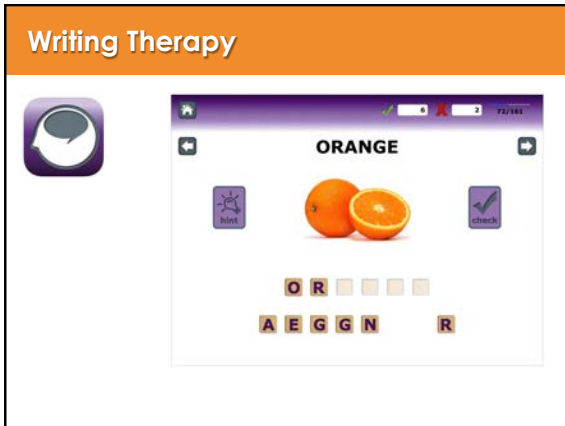 Writing Therapy
6 2 72/161
ORANGE
hint check
O R
A E G G N R